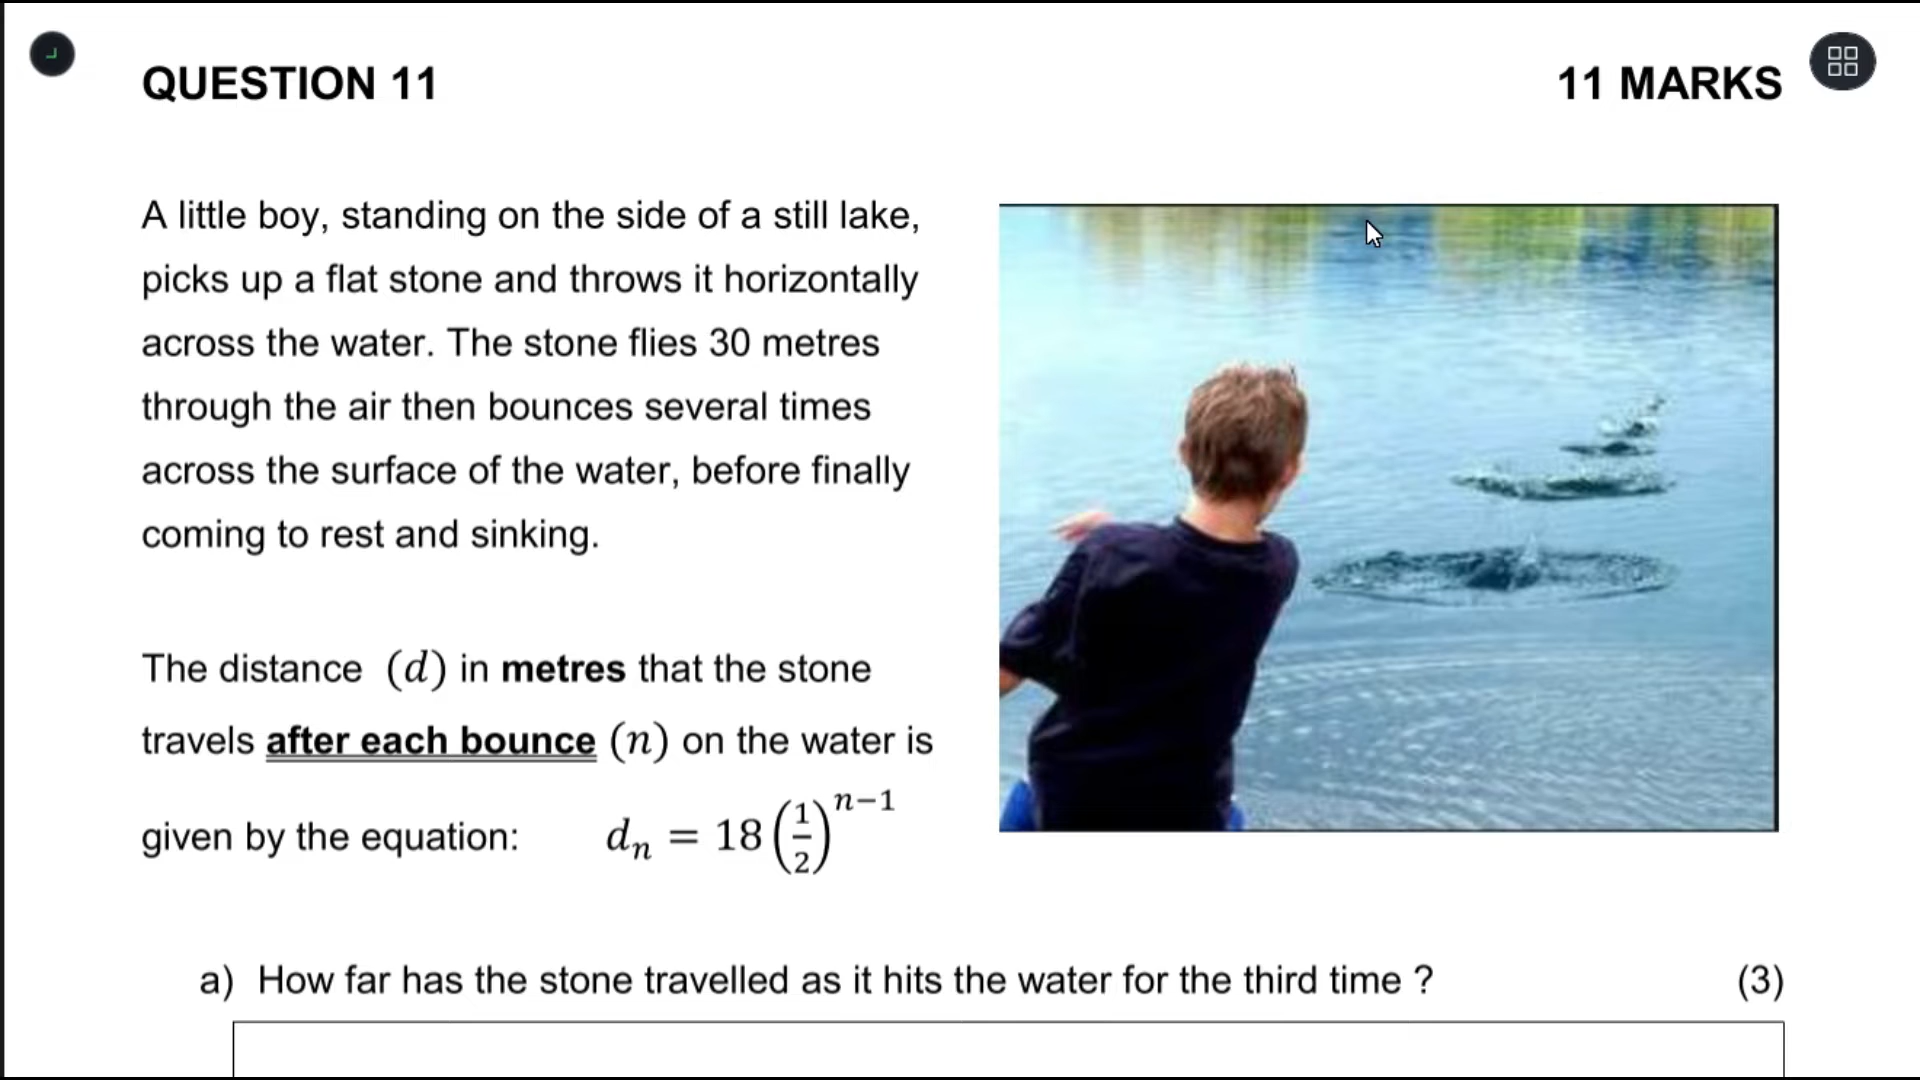 QUESTION 11
11 MARKS
A little boy, standing on the side of a still lake,
picks up a flat stone and throws it horizontally
across the water. The stone flies 30 metres
through the air then bounces several times
across the surface of the water, before finally
coming to rest and sinking.
The distance (d) in metres that the stone
travels after each bounce (n) on the water is
given by the equation: dₙ = 18(1/2)ⁿ⁻¹
a) How far has the stone travelled as it hits the water for the third time ? (3)